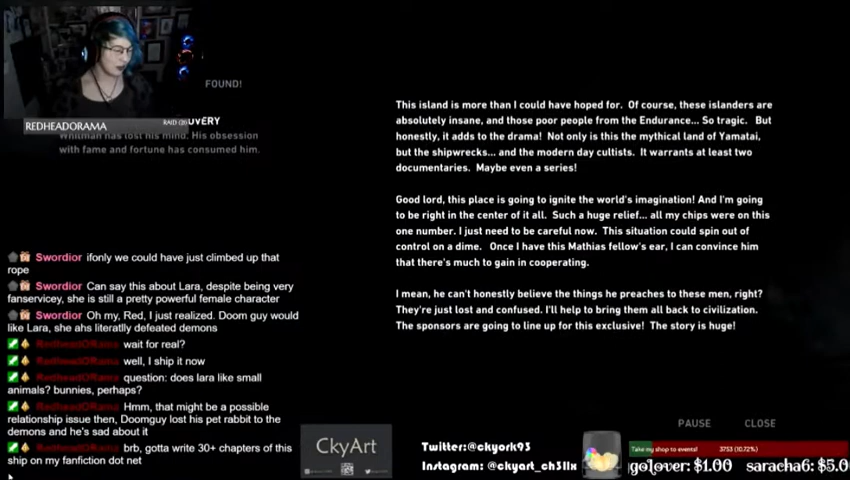 FOUND!
REDHEADORAMA
RAID (20)
OVERY
Whitman has lost his mind. His obsession
with fame and fortune has consumed him.
This island is more than I could have hoped for. Of course, these islanders are
absolutely insane, and those poor people from the Endurance... So tragic. But
honestly, it adds to the drama! Not only is this the mythical land of Yamatai,
but the shipwrecks... and the modern day cultists. It warrants at least two
documentaries. Maybe even a series!
Good lord, this place is going to ignite the world's imagination! And I'm going
to be right in the center of it all. Such a huge relief... all my chips were on this
one number. I just need to be careful now. This situation could spin out of
control on a dime. Once I have this Mathias fellow's ear, I can convince him
that there's much to gain in cooperating.
I mean, he can't honestly believe the things he preaches to these men, right?
They're just lost and confused. I'll help to bring them all back to civilization.
The sponsors are going to line up for this exclusive! The story is huge!
Swordior ifonly we could have just climbed up that
rope
Swordior Can say this about Lara, despite being very
fanservicey, she is still a pretty powerful female character
Swordior Oh my, Red, I just realized. Doom guy would
like Lara, she ahs literatlly defeated demons
RedheadORama wait for real?
RedheadORama well, I ship it now
RedheadORama question: does lara like small
animals? bunnies, perhaps?
RedheadORama Hmm, that might be a possible
relationship issue then, Doomguy lost his pet rabbit to the
demons and he's sad about it
RedheadORama brb, gotta write 30+ chapters of this
ship on my fanfiction dot net
PAUSE CLOSE
CkyArt
Twitter:@ckyork93
Instagram: @ckyart_ch3llx
Take my shop to events! 3753 (10.72%)
golover: $1.00 saracha6: $5.0